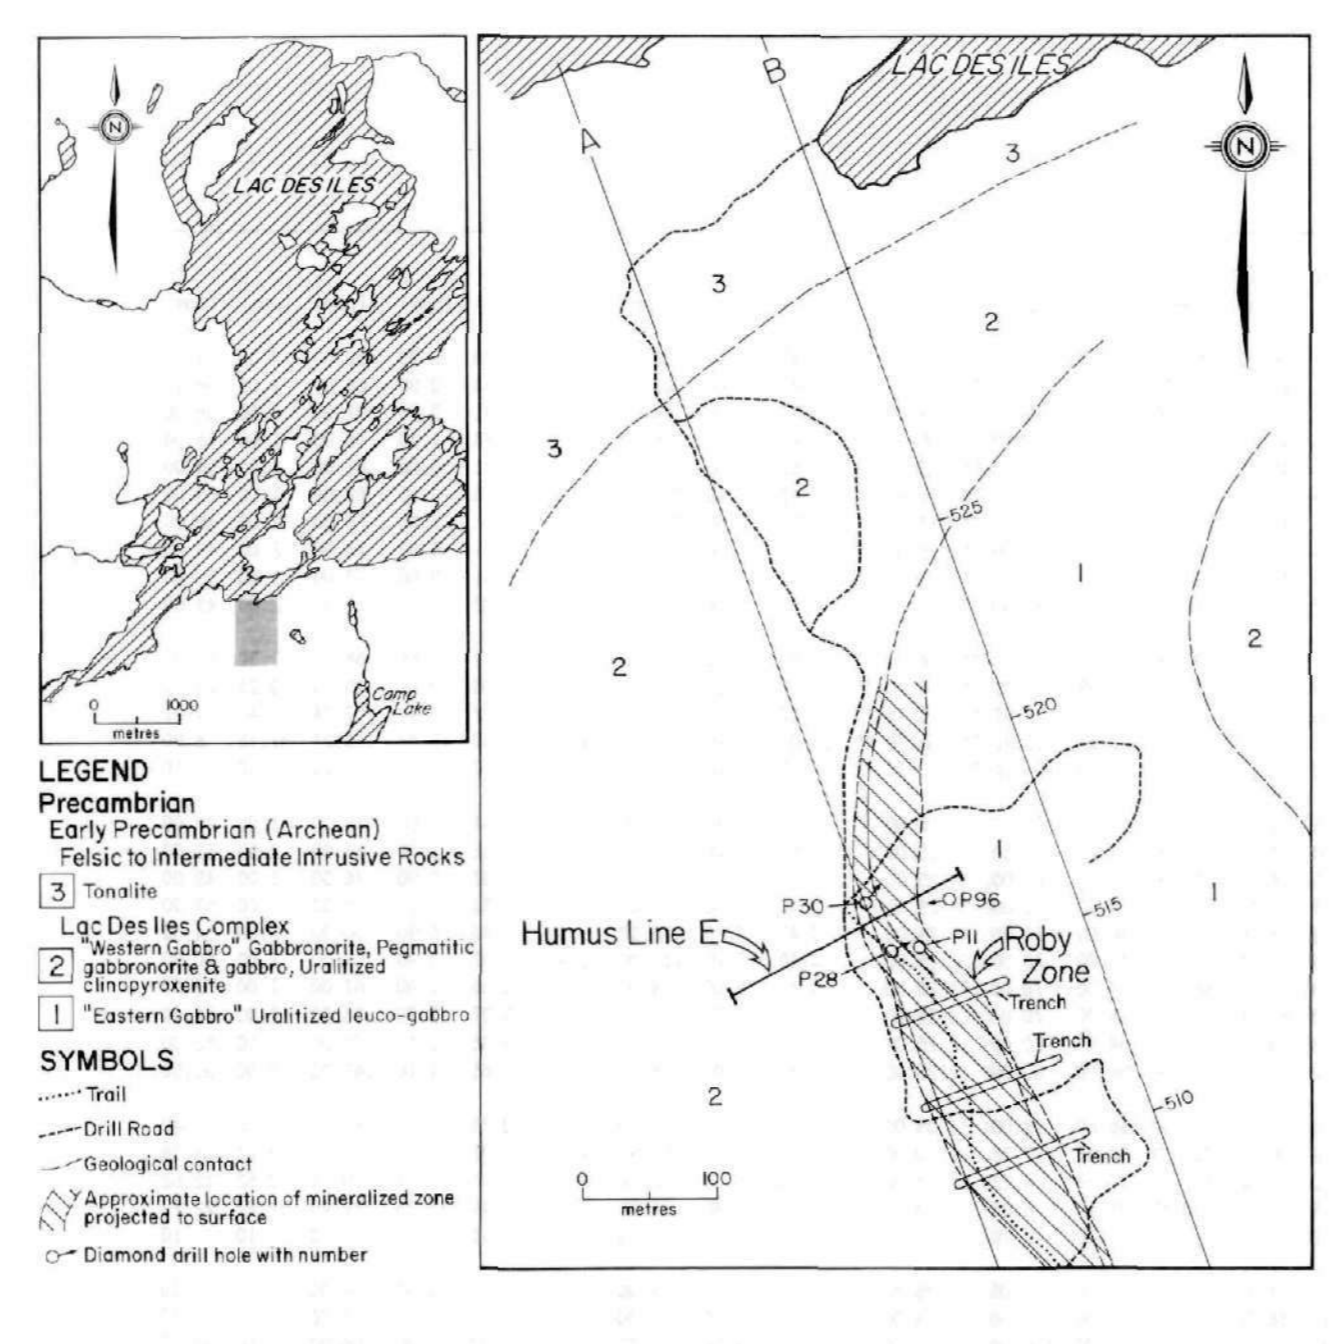 N
LAC DES ILES
Camp
Lake
0 1000
metres
LAC DES ILES
B
A
N
3
3
2
3
2
525
1
2
2
520
1
P30
P96
515
1
Humus Line E
P11
Roby
Zone
P28
Trench
Trench
2
510
Trench
0 100
metres
LEGEND
Precambrian
Early Precambrian (Archean)
Felsic to Intermediate Intrusive Rocks
3 Tonalite
Lac Des Iles Complex
2 "Western Gabbro" Gabbronorite, Pegmatitic
gabbronorite & gabbro, Uralitized
clinopyroxenite
1 "Eastern Gabbro" Uralitized leuco-gabbro
SYMBOLS
Trail
Drill Road
Geological contact
Approximate location of mineralized zone
projected to surface
Diamond drill hole with number